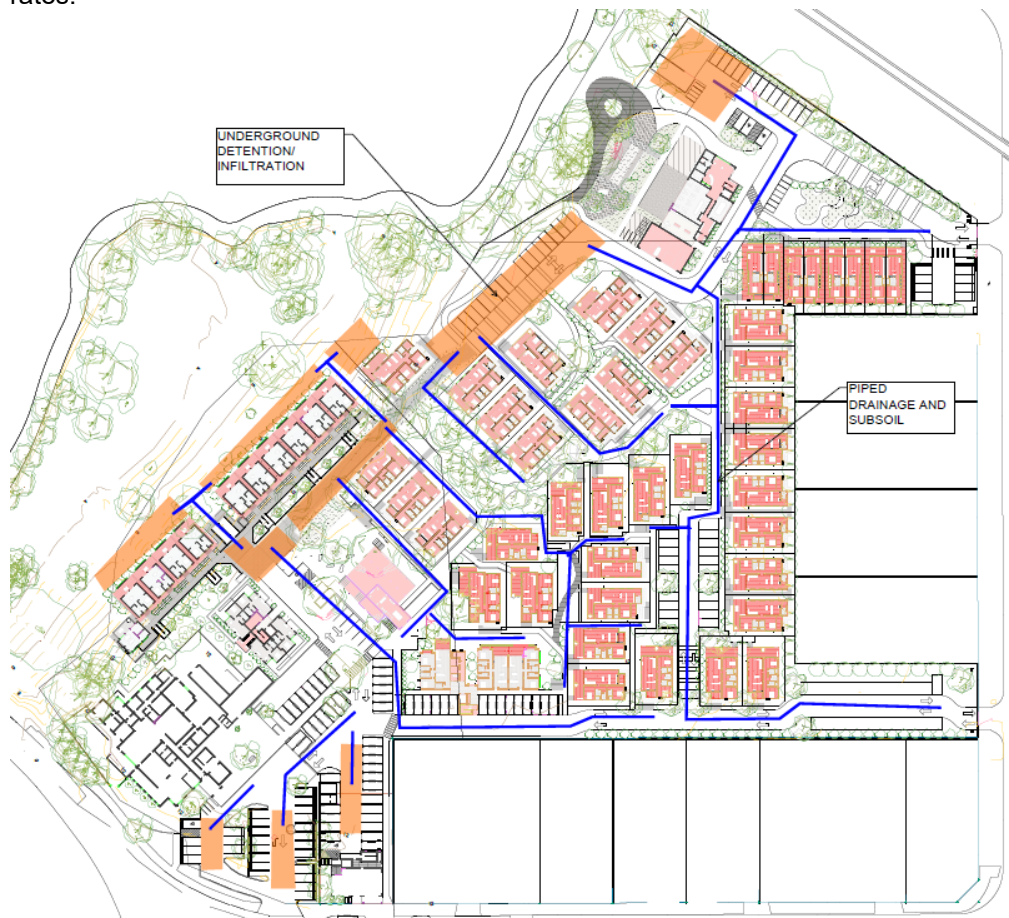 UNDERGROUND
DETENTION/
INFILTRATION
PIPED
DRAINAGE AND
SUBSOIL